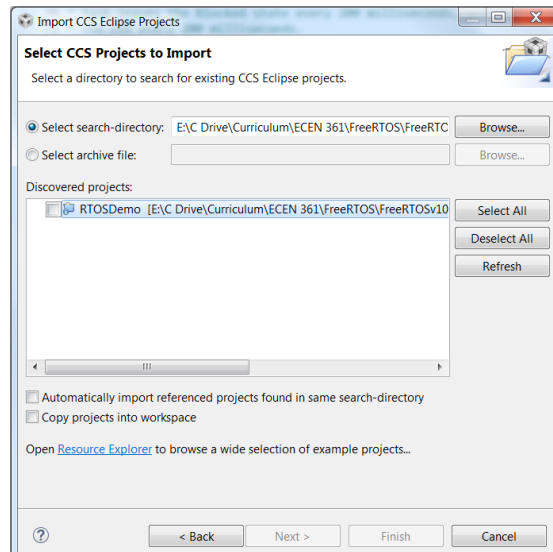 Import CCS Eclipse Projects
Select CCS Projects to Import
Select a directory to search for existing CCS Eclipse projects.
Select search-directory: E:\C Drive\Curriculum\ECEN 361\FreeRTOS\FreeRTO Browse...
Select archive file: Browse...
Discovered projects:
RTOSDemo [E:\C Drive\Curriculum\ECEN 361\FreeRTOS\FreeRTOSv10
Select All
Deselect All
Refresh
Automatically import referenced projects found in same search-directory
Copy projects into workspace
Open Resource Explorer to browse a wide selection of example projects...
? < Back Next > Finish Cancel